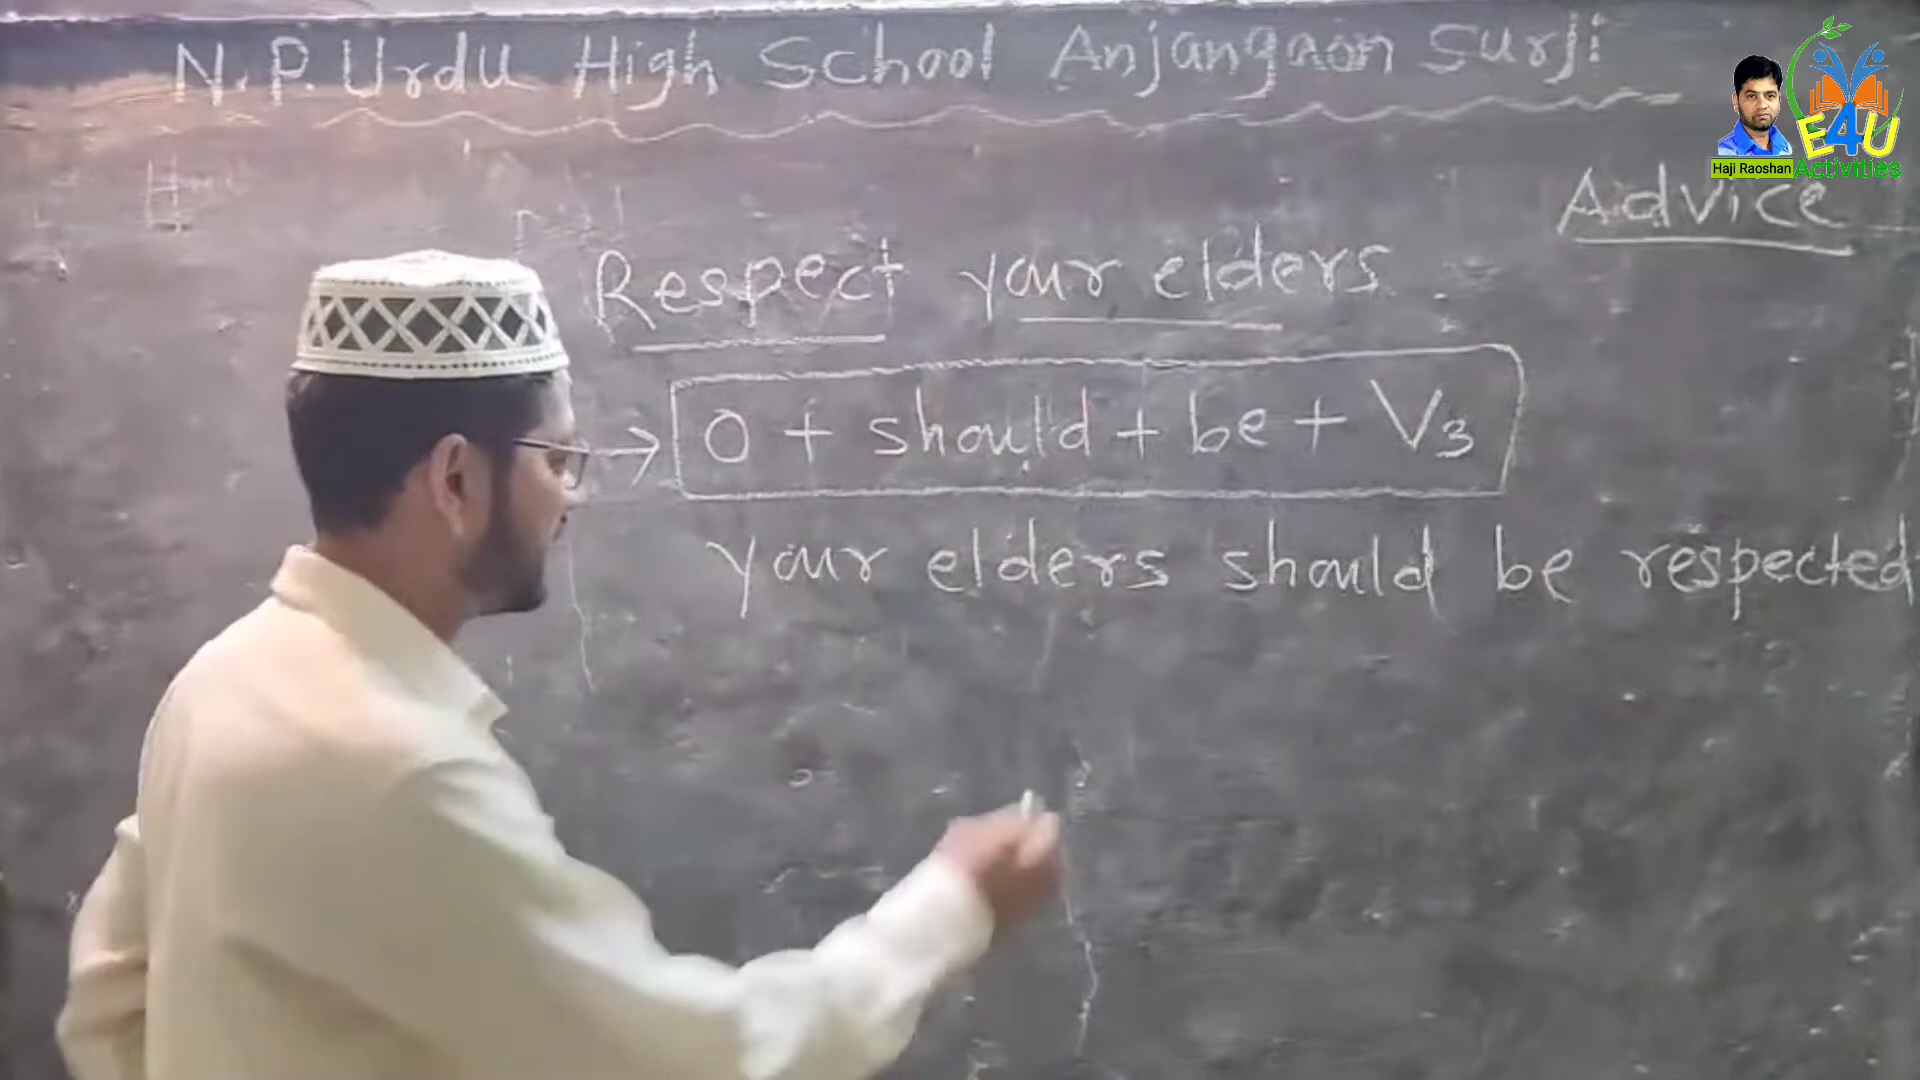 N.P. Urdu High School Anjangaon Surji
E4U
Haji Raoshan Activities
Advice
Respect your elders
→ O + should + be + V3
your elders should be respected